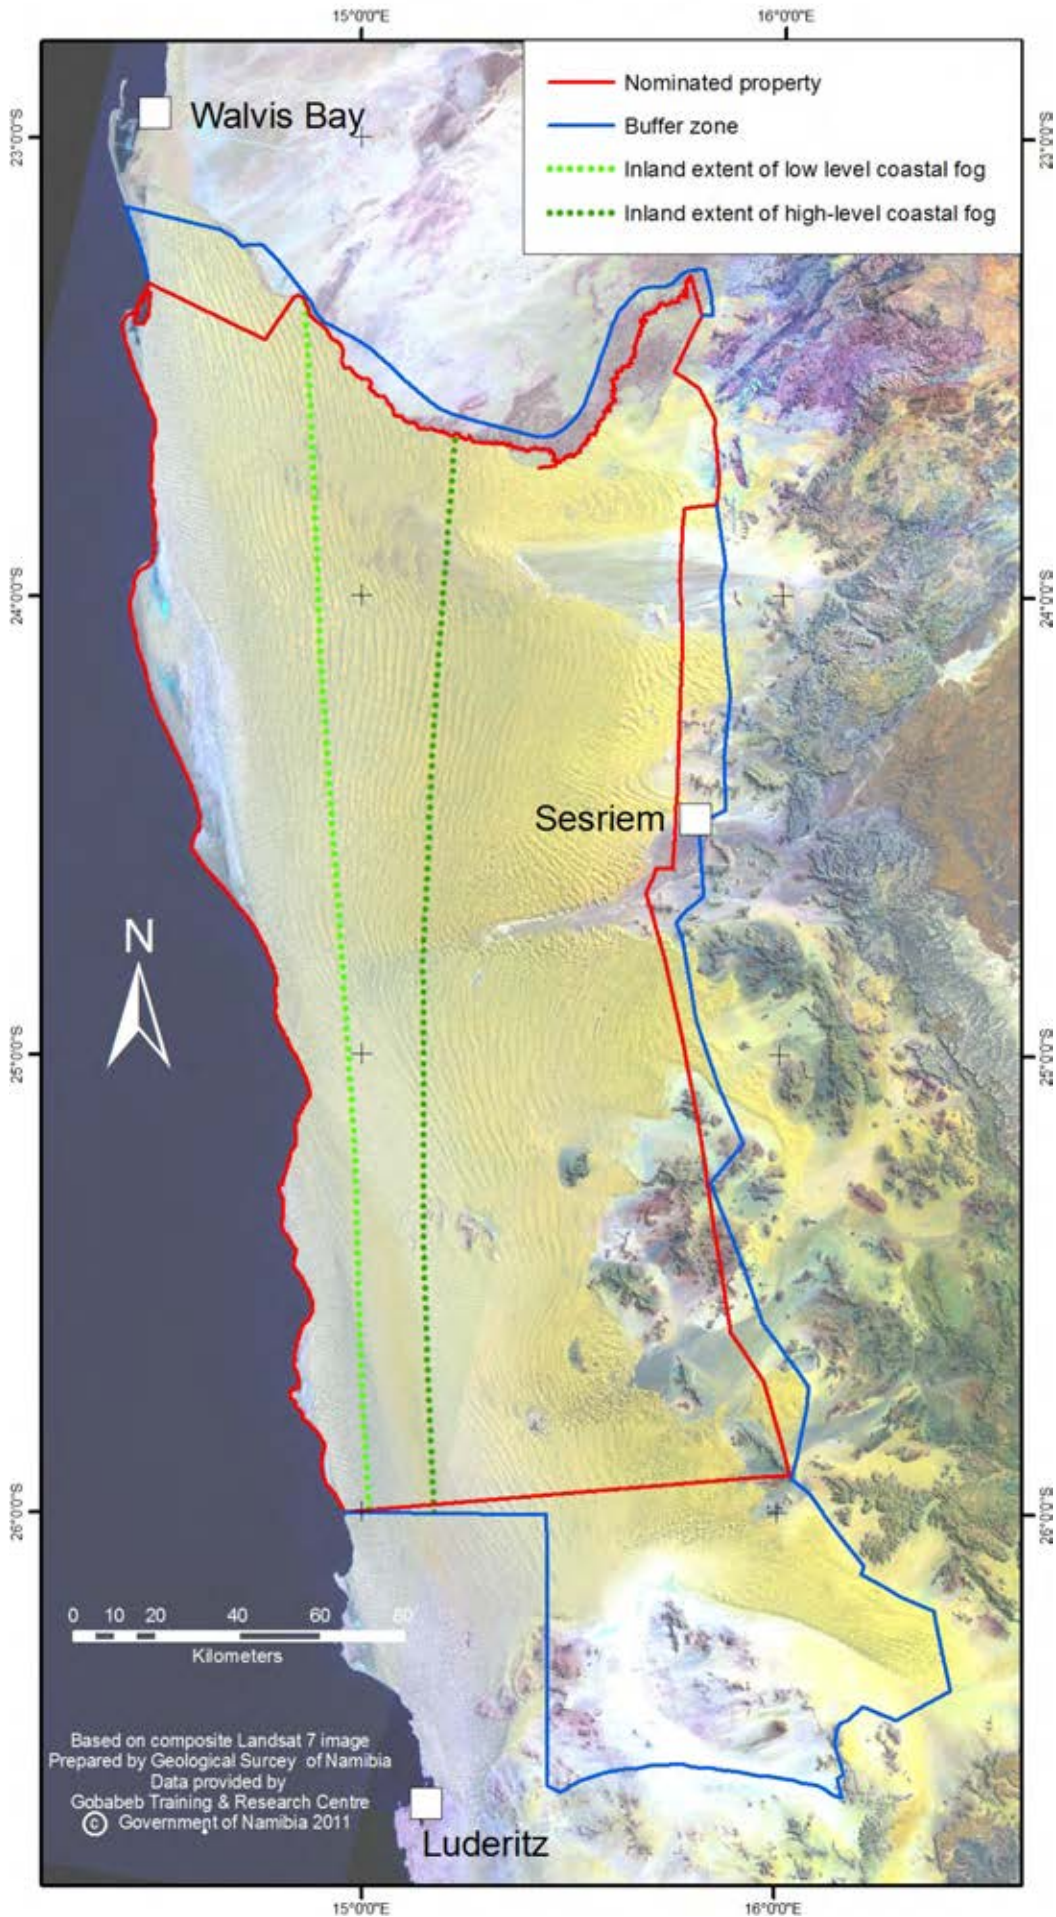 15°0'0"E
16°0'0"E
Nominated property
Buffer zone
Inland extent of low level coastal fog
Inland extent of high-level coastal fog
Walvis Bay
23°0'0"S
23°0'0"S
24°0'0"S
24°0'0"S
Sesriem
N
25°0'0"S
25°0'0"S
26°0'0"S
26°0'0"S
0 10 20 40 60 80
Kilometers
Based on composite Landsat 7 image
Prepared by Geological Surcey of Namibia
Data provided by
Gobabeb Training & Research Centre
© Government of Namibia 2011
Luderitz
15°0'0"E
16°0'0"E